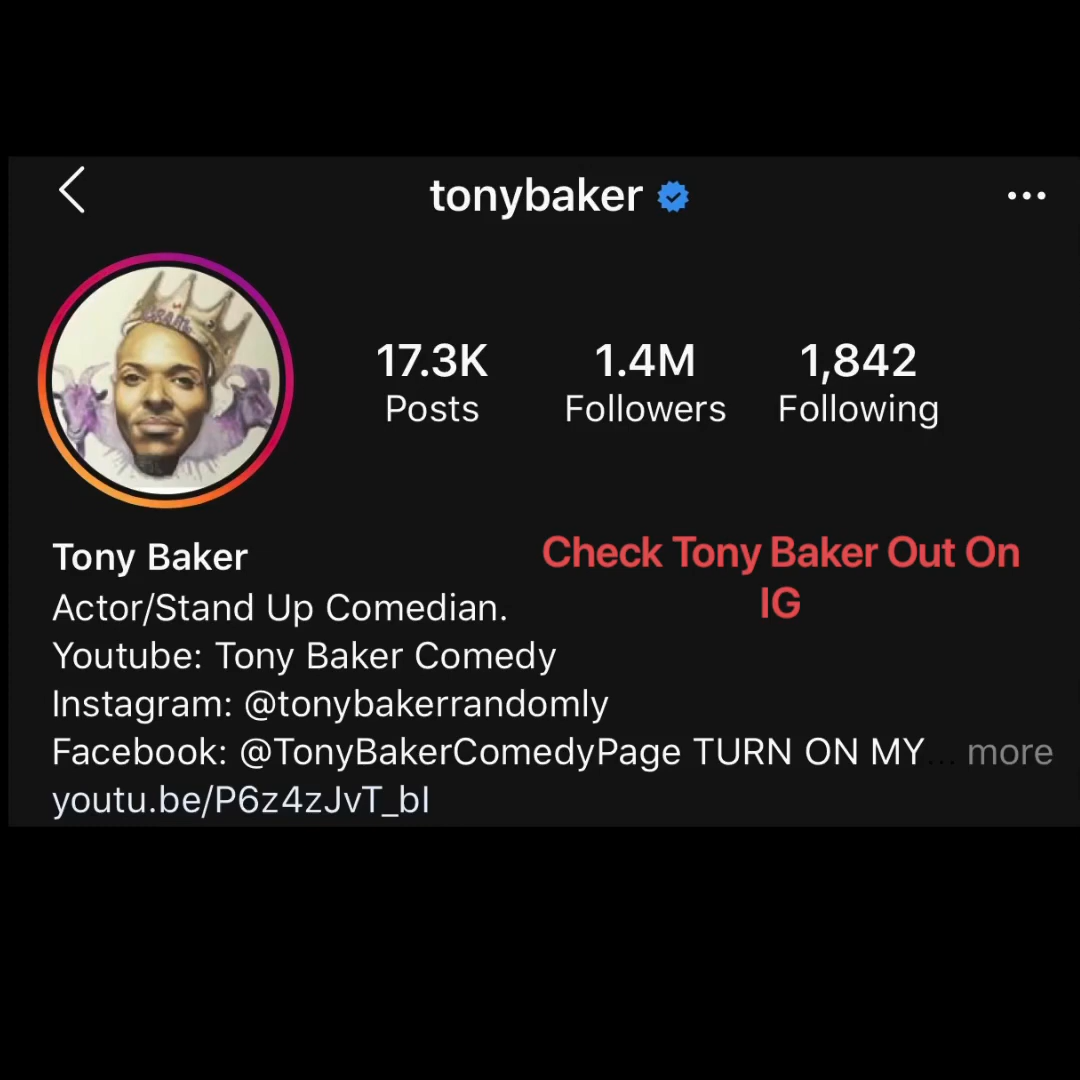 tonybaker
17.3K
Posts
1.4M
Followers
1,842
Following
Tony Baker
Check Tony Baker Out On
IG
Actor/Stand Up Comedian.
Youtube: Tony Baker Comedy
Instagram: @tonybakerrandomly
Facebook: @TonyBakerComedyPage TURN ON MY... more
youtu.be/P6z4zJvT_bI